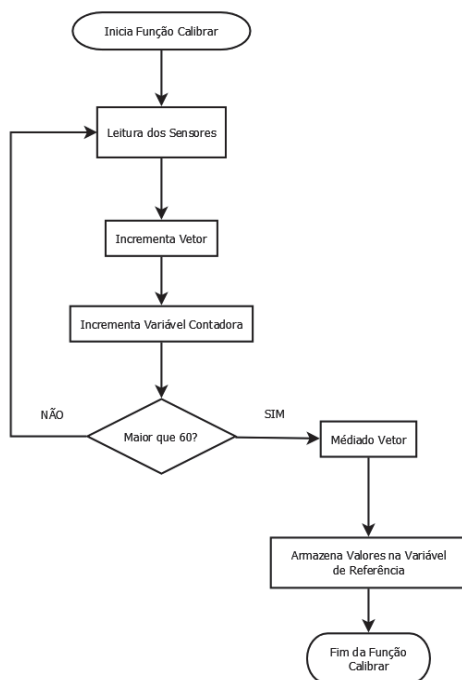 Inicia Função Calibrar
Leitura dos Sensores
Incrementa Vetor
Incrementa Variável Contadora
NÃO
SIM
Maior que 60?
Médiado Vetor
Armazena Valores na Variável
de Referência
Fim da Função
Calibrar